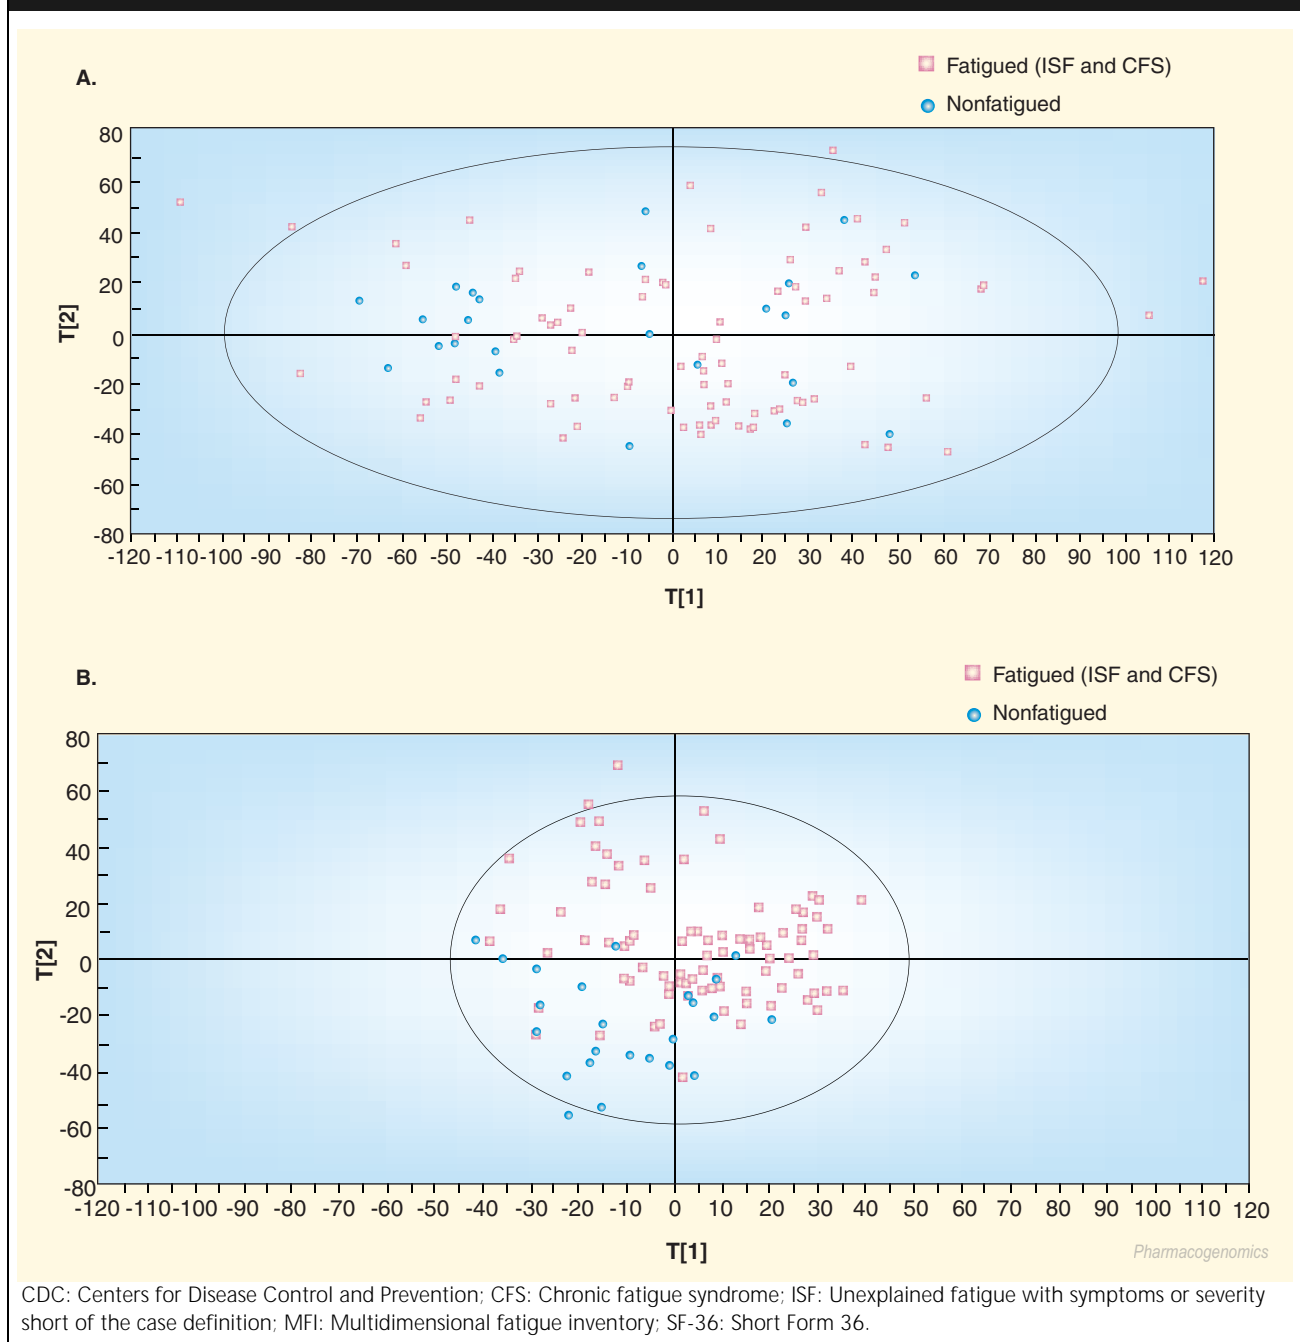 A.
Fatigued (ISF and CFS)
Nonfatigued
80
60
40
20
0
-20
-40
-60
-80
T[2]
-120 -110 -100 -90 -80 -70 -60 -50 -40 -30 -20 -10 0 10 20 30 40 50 60 70 80 90 100 110 120
T[1]
B.
Fatigued (ISF and CFS)
Nonfatigued
80
60
40
20
0
-20
-40
-60
-80
T[2]
-120 -110 -100 -90 -80 -70 -60 -50 -40 -30 -20 -10 0 10 20 30 40 50 60 70 80 90 100 110 120
T[1]
Pharmacogenomics
CDC: Centers for Disease Control and Prevention; CFS: Chronic fatigue syndrome; ISF: Unexplained fatigue with symptoms or severity
short of the case definition; MFI: Multidimensional fatigue inventory; SF-36: Short Form 36.